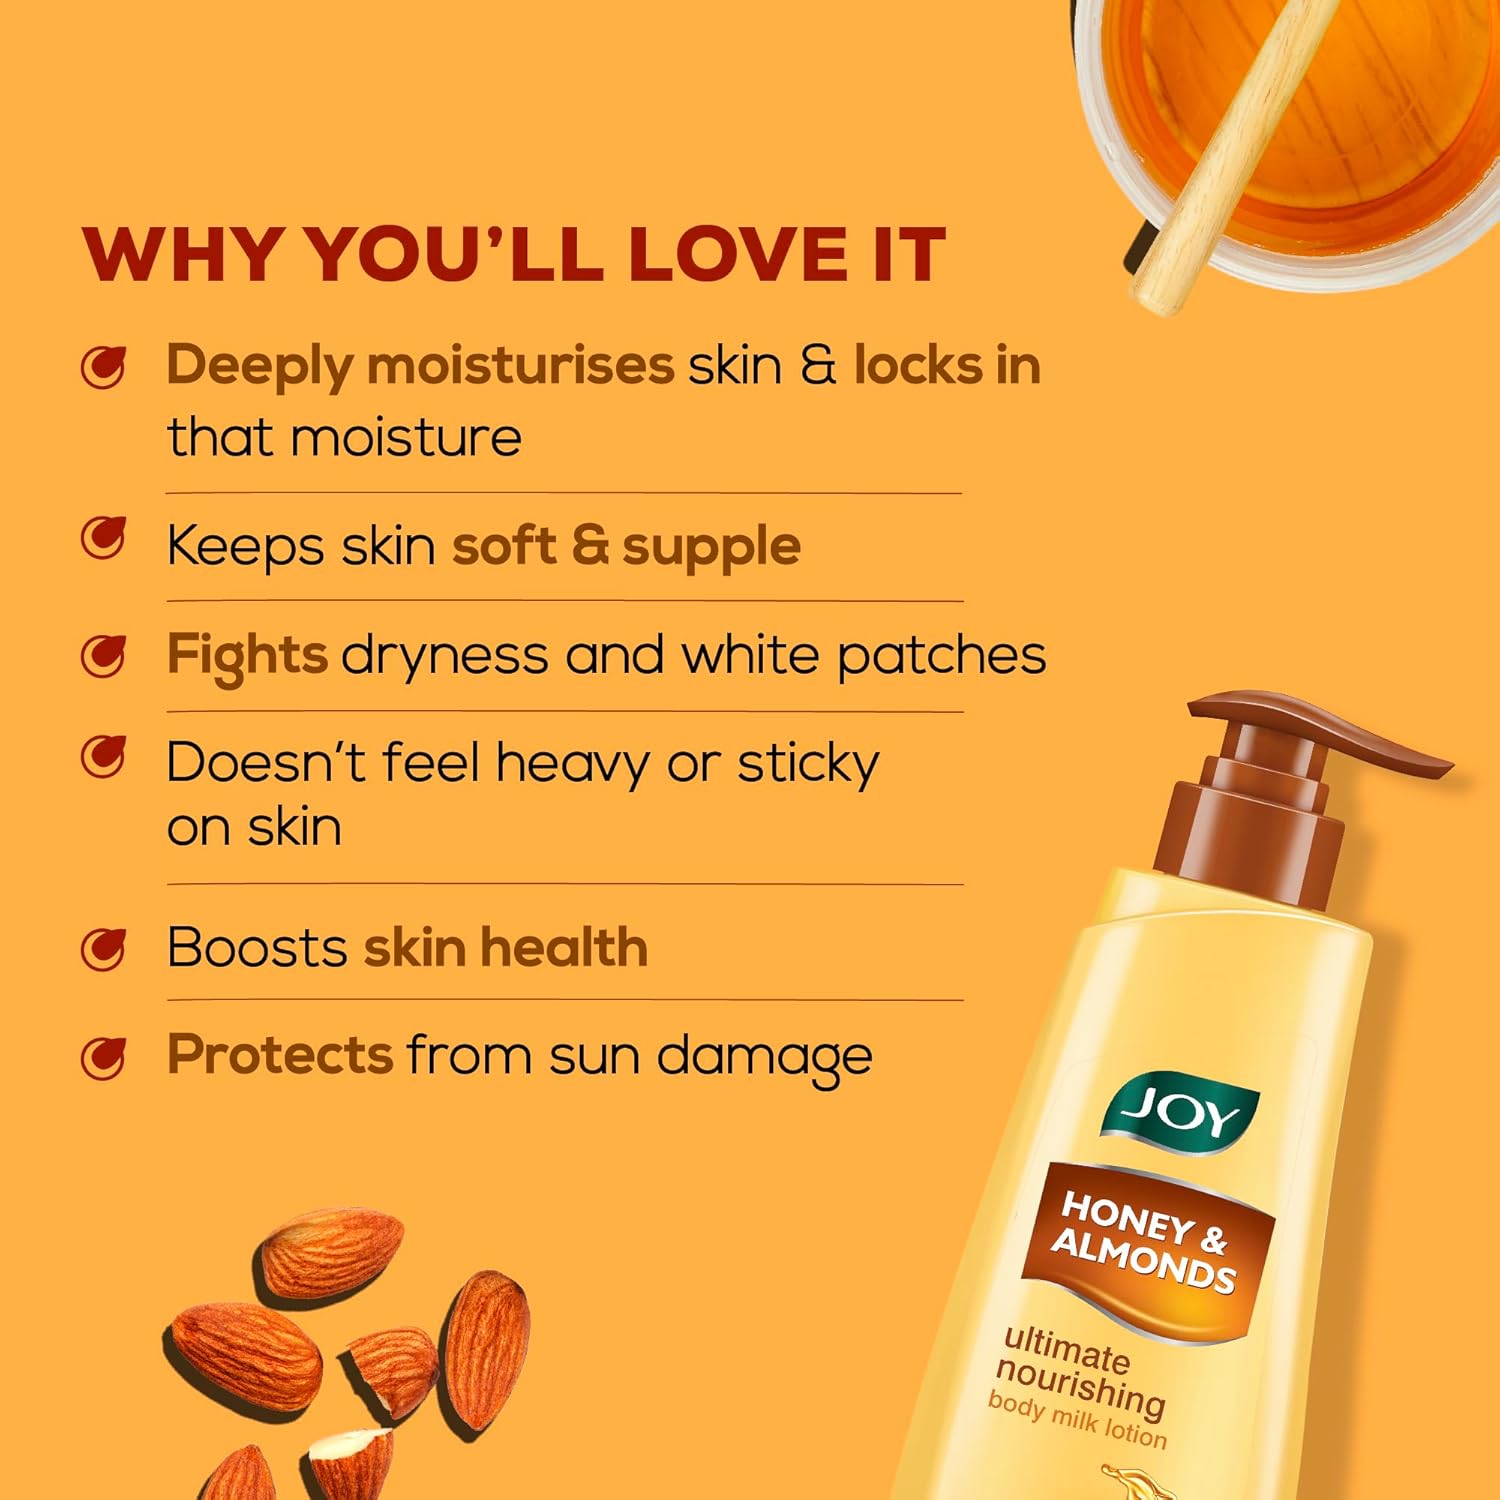 WHY YOU'LL LOVE IT
Deeply moisturises skin & locks in
that moisture
Keeps skin soft & supple
Fights dryness and white patches
Doesn't feel heavy or sticky
on skin
Boosts skin health
Protects from sun damage
JOY
HONEY &
ALMONDS
ultimate
nourishing
body milk lotion